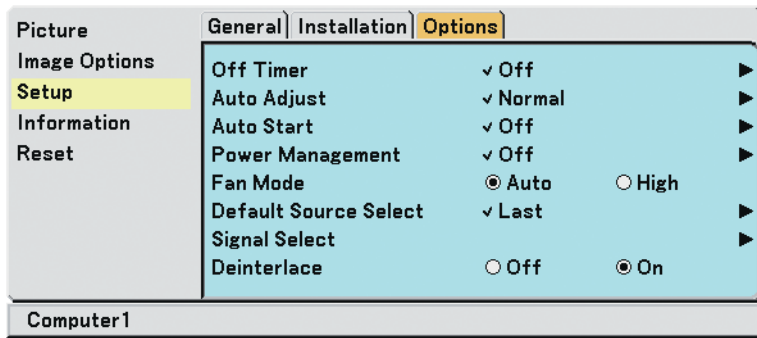 Picture
Image Options
Setup
Information
Reset
General Installation Options
Off Timer ✓ Off ▶
Auto Adjust ✓ Normal ▶
Auto Start ✓ Off ▶
Power Management ✓ Off ▶
Fan Mode ◉ Auto ○ High
Default Source Select ✓ Last ▶
Signal Select ▶
Deinterlace ○ Off ◉ On
Computer1